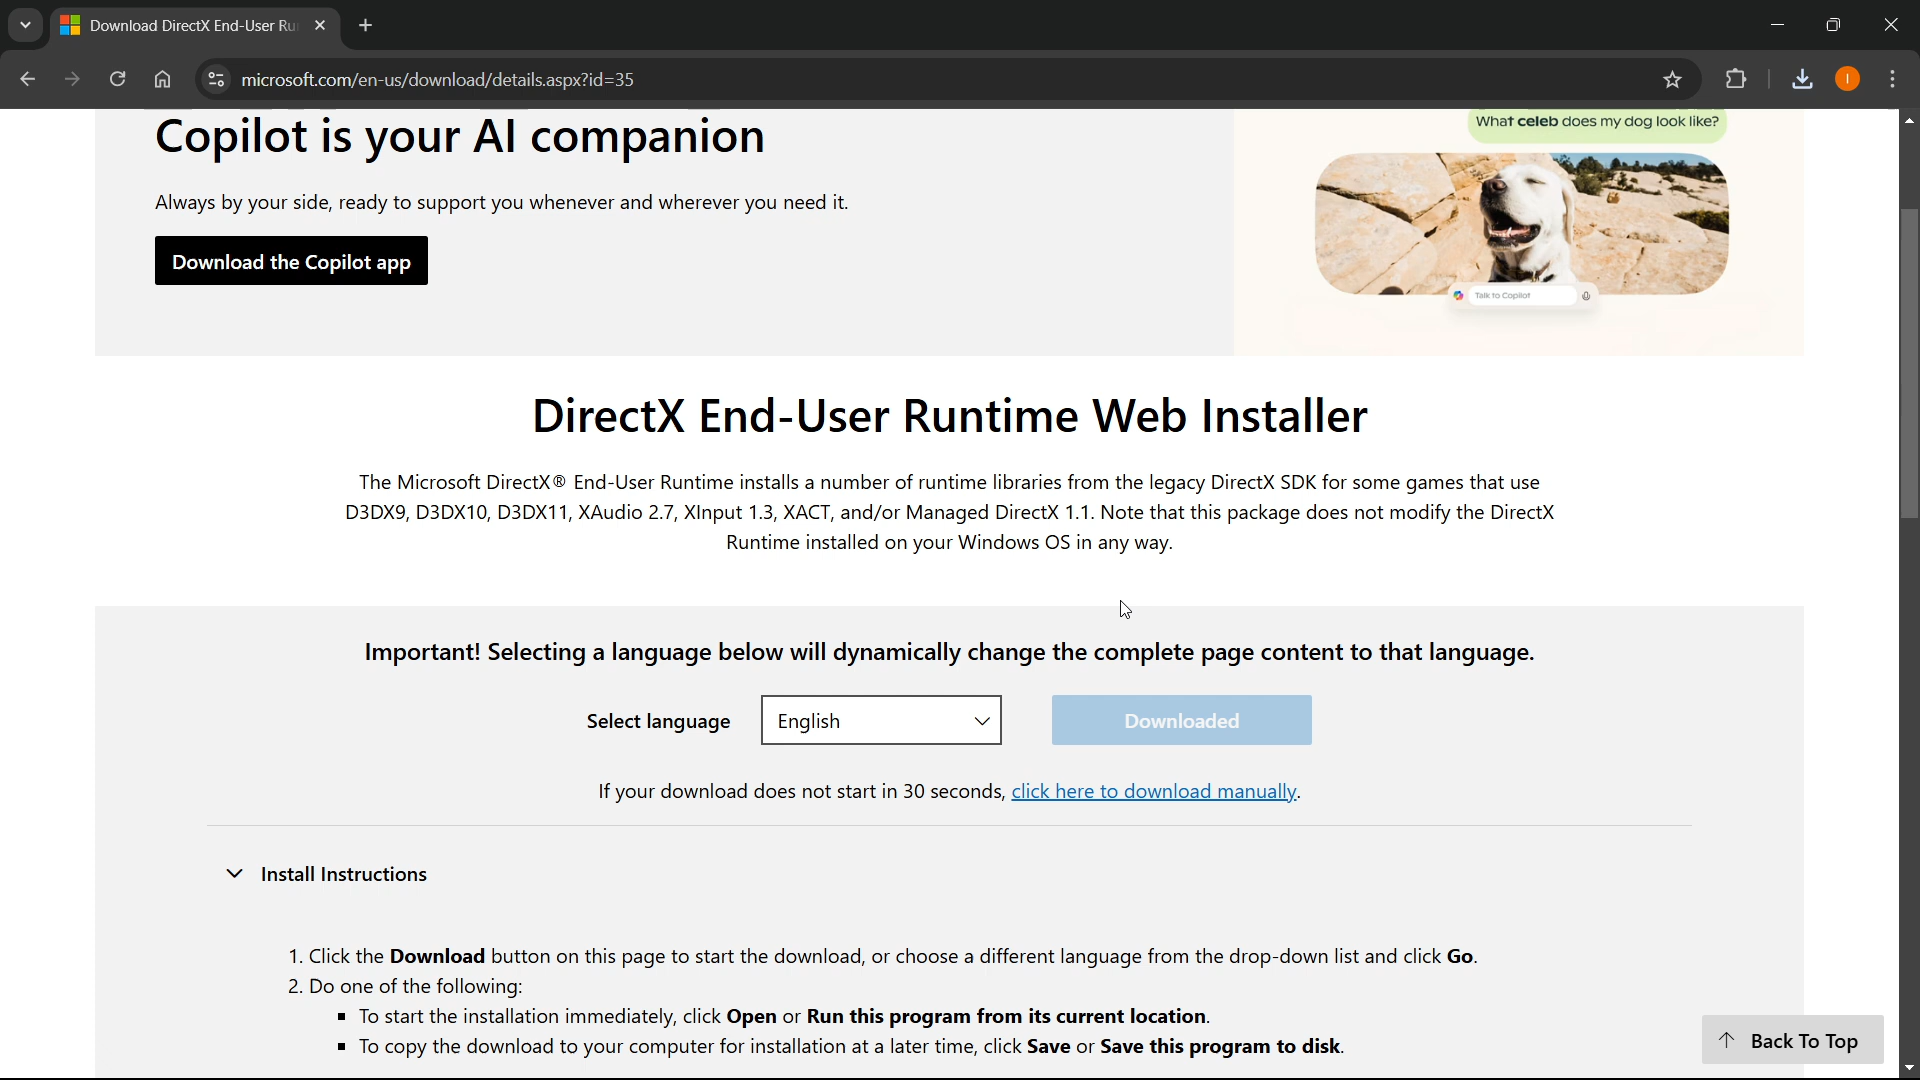 Download DirectX End-User Ru
microsoft.com/en-us/download/details.aspx?id=35
I
Copilot is your AI companion
Always by your side, ready to support you whenever and wherever you need it.
Download the Copilot app
What celeb does my dog look like?
Talk to Copilot
DirectX End-User Runtime Web Installer
The Microsoft DirectX® End-User Runtime installs a number of runtime libraries from the legacy DirectX SDK for some games that use
D3DX9, D3DX10, D3DX11, XAudio 2.7, XInput 1.3, XACT, and/or Managed DirectX 1.1. Note that this package does not modify the DirectX
Runtime installed on your Windows OS in any way.
Important! Selecting a language below will dynamically change the complete page content to that language.
Select language
English
Downloaded
If your download does not start in 30 seconds, click here to download manually.
Install Instructions
1. Click the Download button on this page to start the download, or choose a different language from the drop-down list and click Go.
2. Do one of the following:
▪ To start the installation immediately, click Open or Run this program from its current location.
▪ To copy the download to your computer for installation at a later time, click Save or Save this program to disk.
Back To Top